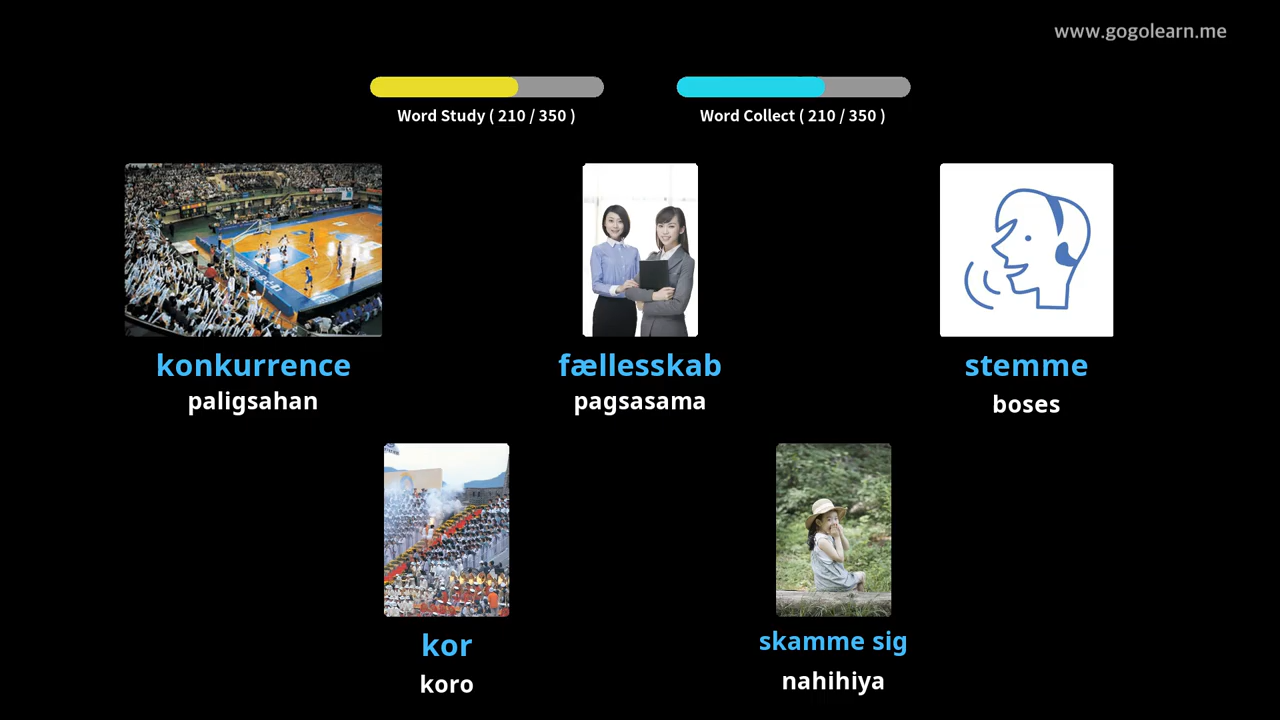 www.gogolearn.me
Word Study ( 210 / 350 )
Word Collect ( 210 / 350 )
konkurrence
paligsahan
fællesskab
pagsasama
stemme
boses
kor
koro
skamme sig
nahihiya